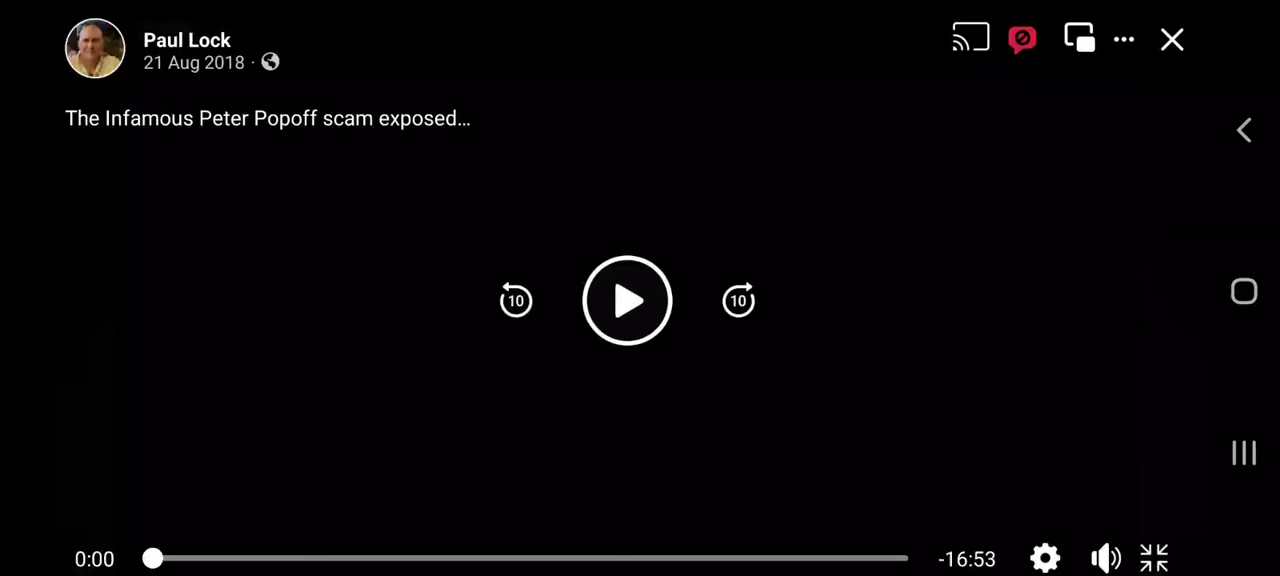 Paul Lock
21 Aug 2018 ·
The Infamous Peter Popoff scam exposed...
10
10
0:00
-16:53